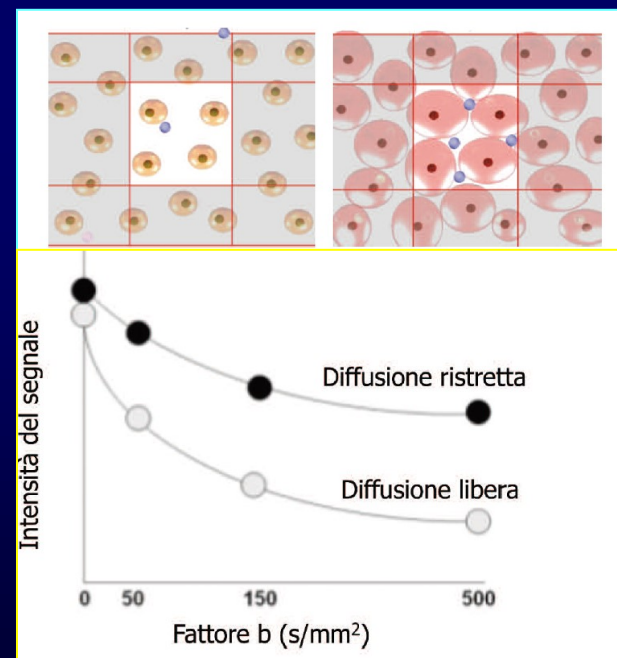 Intensità del segnale
Diffusione ristretta
Diffusione libera
0 50 150 500
Fattore b (s/mm²)